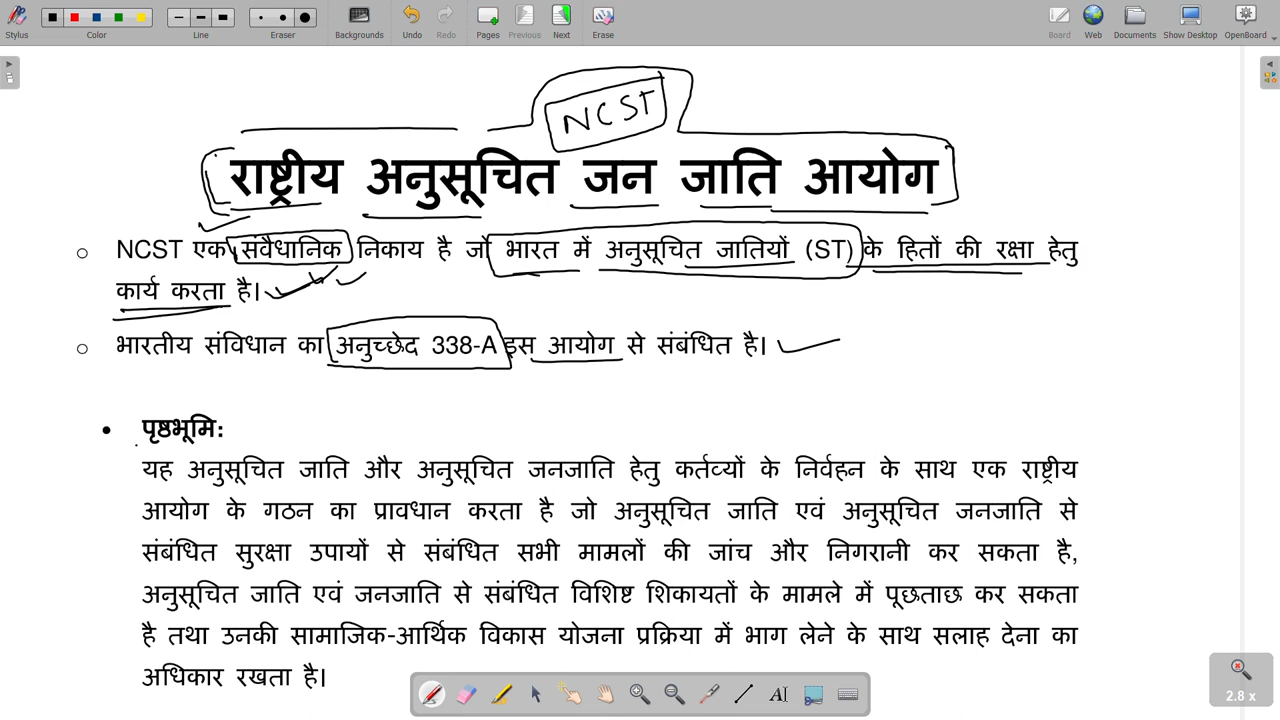 Stylus Color Line Eraser Backgrounds Undo Redo Pages Previous Next Erase Board Web Documents Show Desktop OpenBoard
NCST
राष्ट्रीय अनुसूचित जन जाति आयोग
NCST एक संवैधानिक निकाय है जो भारत में अनुसूचित जातियों (ST) के हितों की रक्षा हेतु
कार्य करता है।
भारतीय संविधान का अनुच्छेद 338-A इस आयोग से संबंधित है।
पृष्ठभूमि:
यह अनुसूचित जाति और अनुसूचित जनजाति हेतु कर्तव्यों के निर्वहन के साथ एक राष्ट्रीय
आयोग के गठन का प्रावधान करता है जो अनुसूचित जाति एवं अनुसूचित जनजाति से
संबंधित सुरक्षा उपायों से संबंधित सभी मामलों की जांच और निगरानी कर सकता है,
अनुसूचित जाति एवं जनजाति से संबंधित विशिष्ट शिकायतों के मामले में पूछताछ कर सकता
है तथा उनकी सामाजिक-आर्थिक विकास योजना प्रक्रिया में भाग लेने के साथ सलाह देना का
अधिकार रखता है।
2.8 x